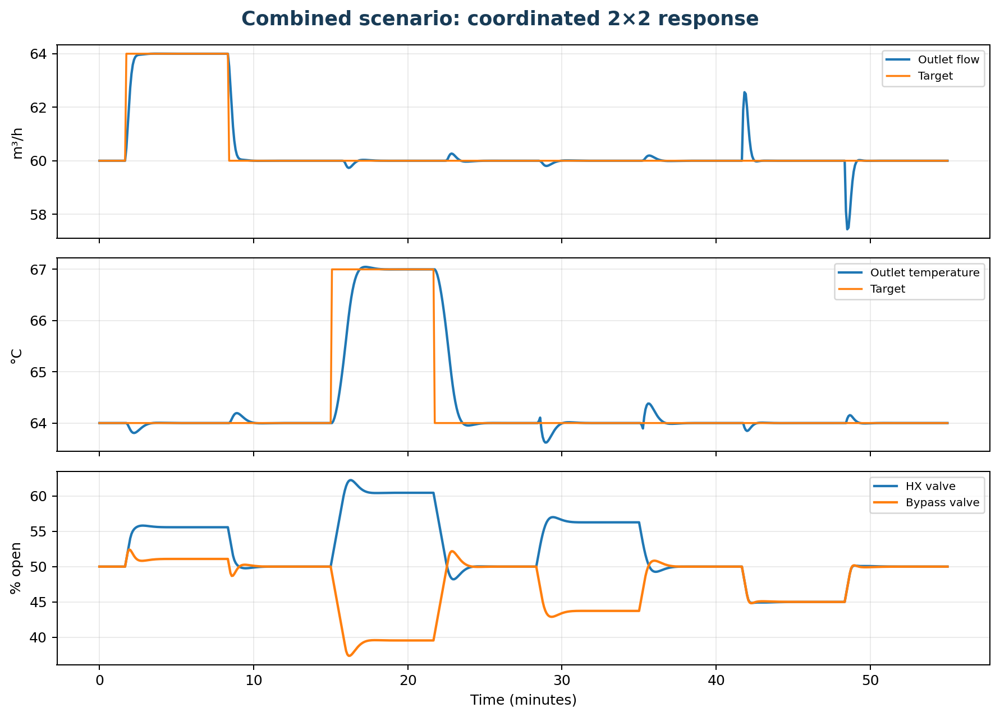 Combined scenario: coordinated 2×2 response
64
62
60
58
m³/h
Outlet flow
Target
67
66
65
64
°C
Outlet temperature
Target
60
55
50
45
40
% open
HX valve
Bypass valve
0 10 20 30 40 50
Time (minutes)